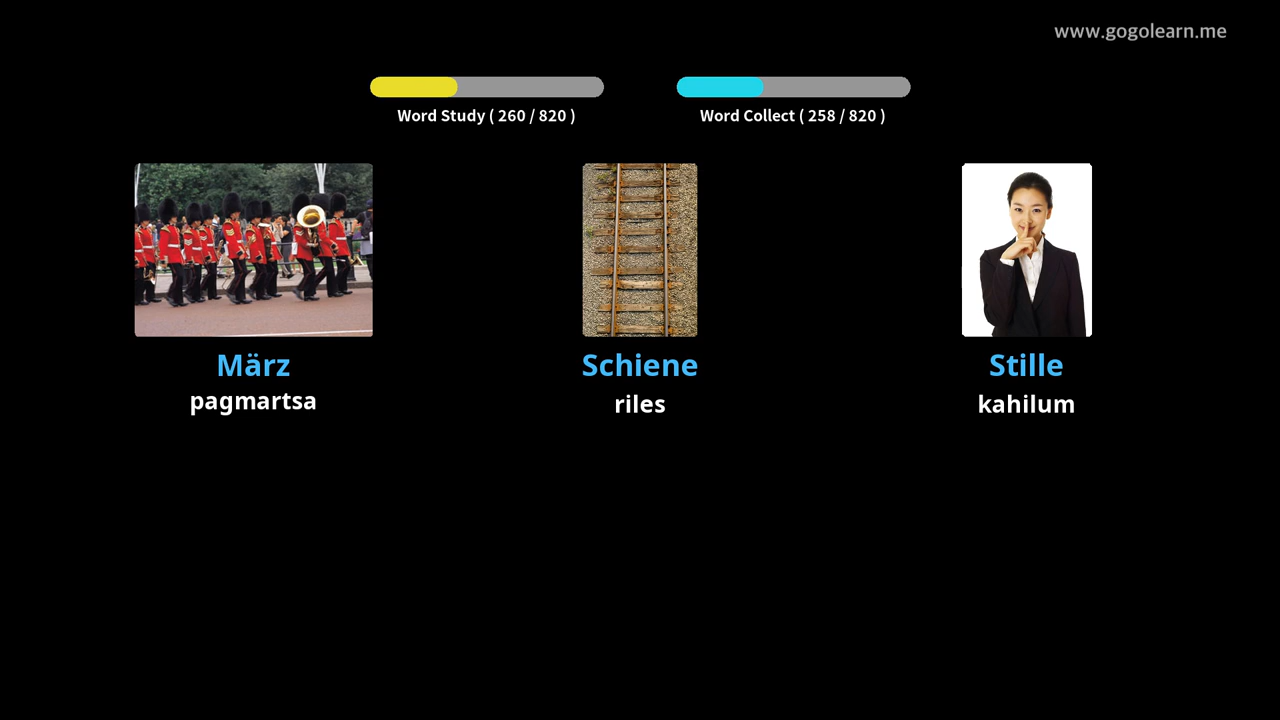 www.gogolearn.me
Word Study ( 260 / 820 )
Word Collect ( 258 / 820 )
März
pagmartsa
Schiene
riles
Stille
kahilum